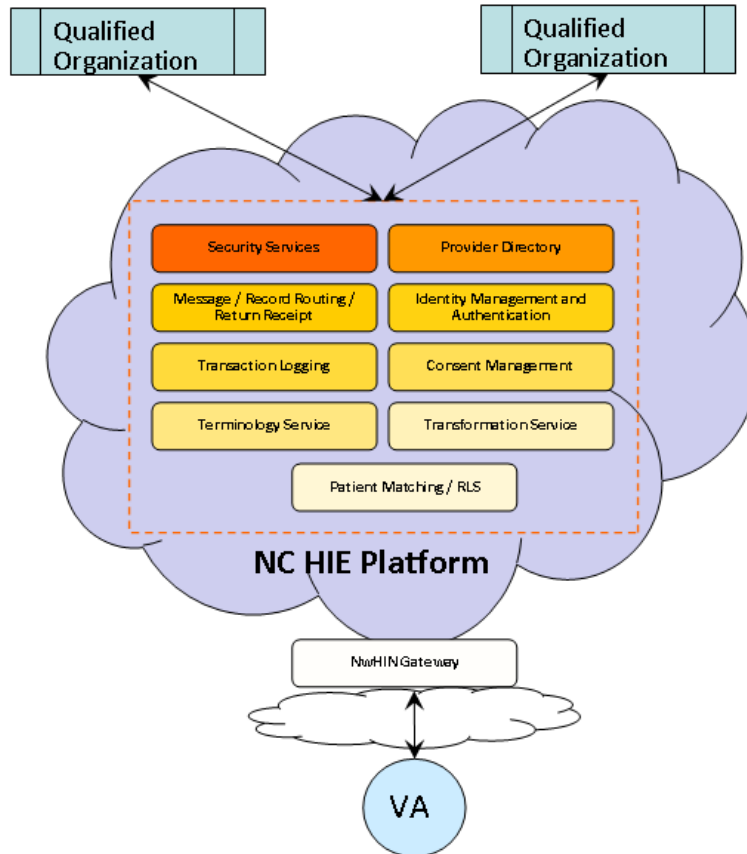 Qualified
Organization
Qualified
Organization
Security Services
Provider Directory
Message / Record Routing /
Return Receipt
Identity Management and
Authentication
Transaction Logging
Consent Management
Terminology Service
Transformation Service
Patient Matching / RLS
NC HIE Platform
NwHIN Gateway
VA